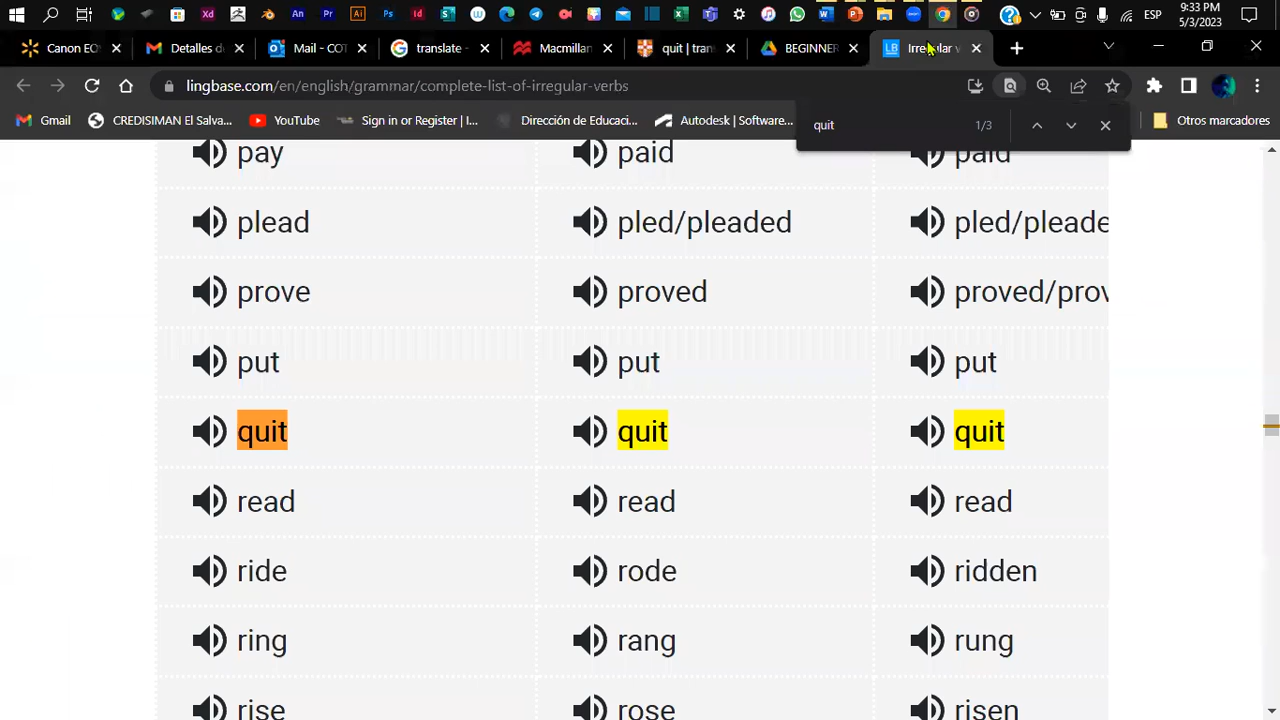 9:33 PM
ESP
5/3/2023
Canon EO
Detalles d
Mail - COT
translate -
Macmillan
quit | tran
BEGINNER
Irregular v
lingbase.com/en/english/grammar/complete-list-of-irregular-verbs
Gmail
CREDISIMAN El Salva...
YouTube
Sign in or Register | I...
Dirección de Educaci...
Autodesk | Software...
Otros marcadores
quit 1/3
pay paid paid
plead pled/pleaded pled/pleade
prove proved proved/prov
put put put
quit quit quit
read read read
ride rode ridden
ring rang rung
rise rose risen